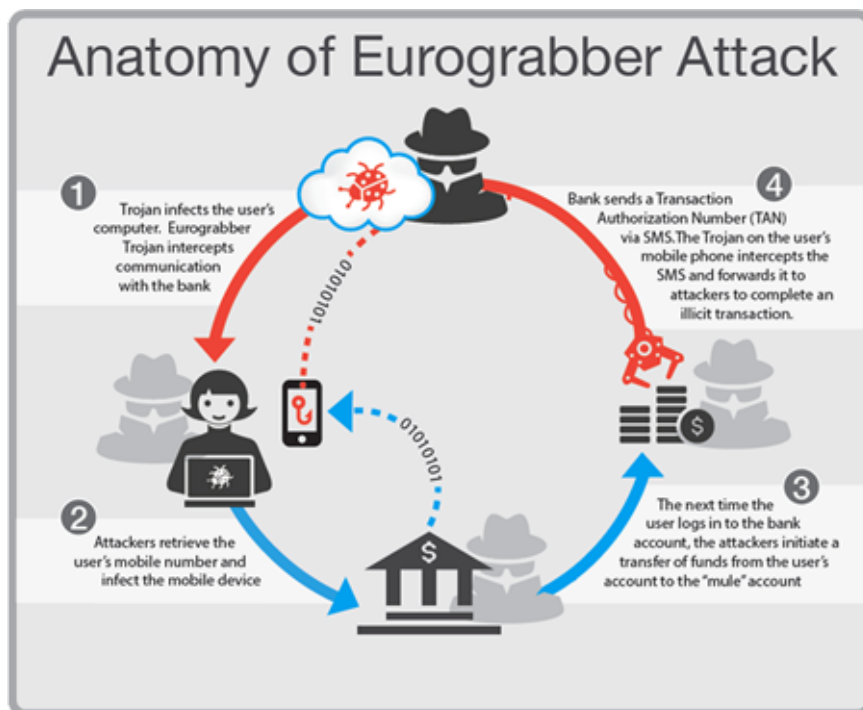 Anatomy of Eurograbber Attack
1
Trojan infects the user's
computer. Eurograbber
Trojan intercepts
communication
with the bank
2
Attackers retrieve the
user's mobile number and
infect the mobile device
3
The next time the
user logs in to the bank
account, the attackers initiate a
transfer of funds from the user's
account to the "mule" account
4
Bank sends a Transaction
Authorization Number (TAN)
via SMS.The Trojan on the user's
mobile phone intercepts the
SMS and forwards it to
attackers to complete an
illicit transaction.
01010101
01010101
$
$